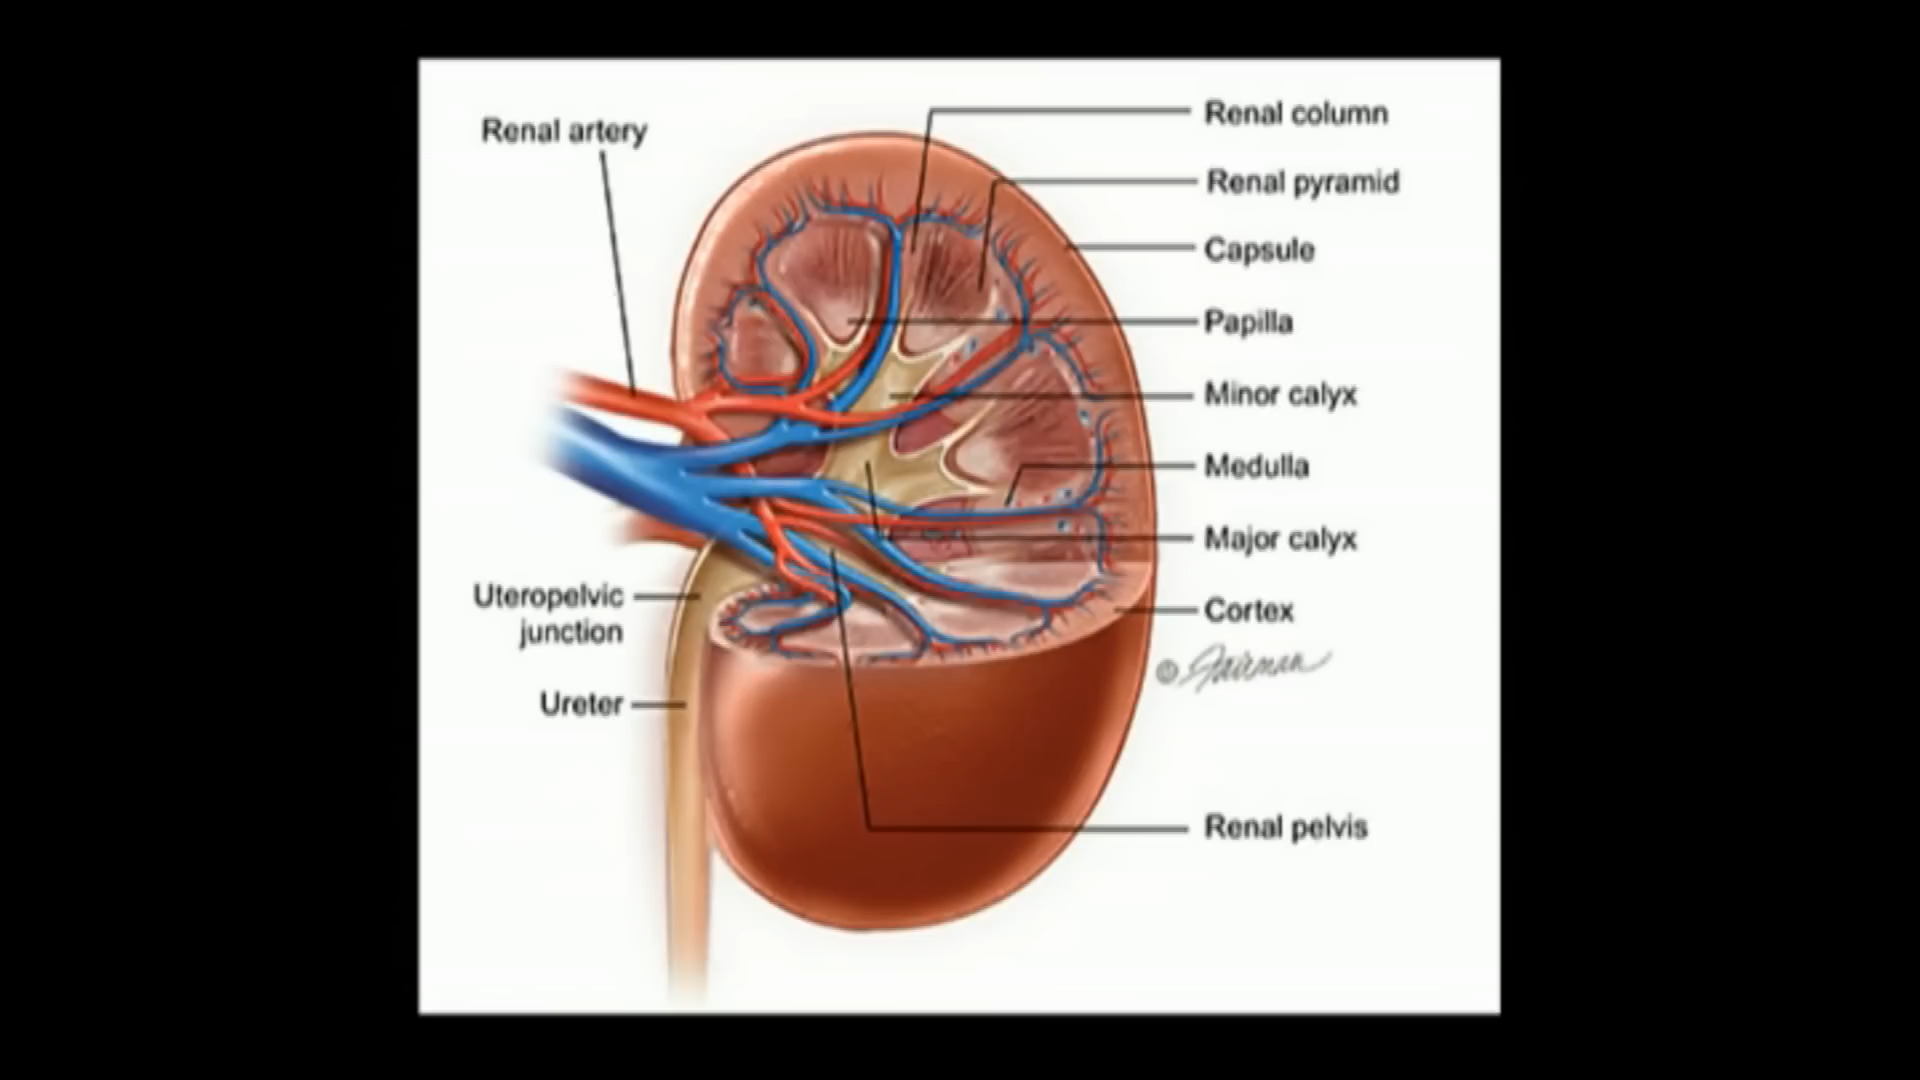 Renal artery
Renal column
Renal pyramid
Capsule
Papilla
Minor calyx
Medulla
Major calyx
Uteropelvic
junction
Cortex
© Fairman
Ureter
Renal pelvis